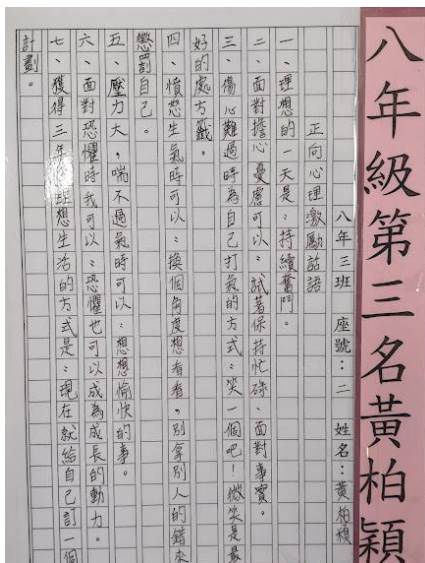 八年級第三名黃柏穎
八年三班 座號：二 姓名：黃柏穎
正向心理激勵話語
一、理想的一天是：持續奮鬥。
二、面對擔心憂慮可以：試著保持忙碌、面對事實。
三、傷心難過時為自己打氣的方式：笑一個吧！微笑是最
好的處方籤。
四、憤怒生氣時可以：換個角度想看看，別拿別人的錯來
懲罰自己。
五、壓力大，喘不過氣時可以：想想愉快的事。
六、面對恐懼時我可以：恐懼也可以成為成長的動力。
七、獲得三年後理想生活的方式是：現在就給自己訂一個
計劃。